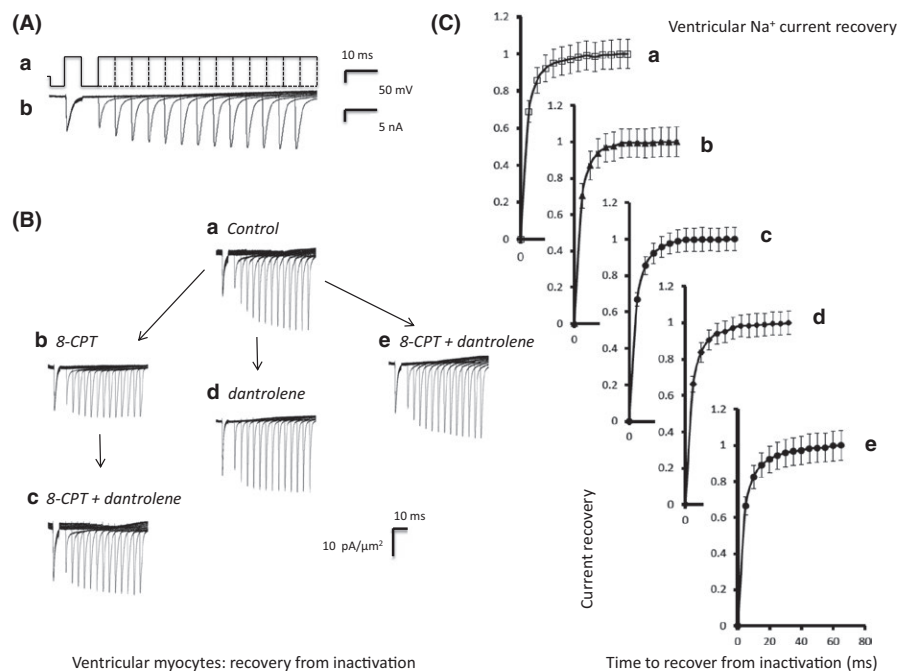 (A)
a
10 ms
50 mV
b
5 nA
(B)
a Control
b 8-CPT
d dantrolene
e 8-CPT + dantrolene
c 8-CPT + dantrolene
10 ms
10 pA/μm²
Ventricular myocytes: recovery from inactivation
(C)
Ventricular Na⁺ current recovery
1.2
1
0.8
0.6
0.4
0.2
0
0
a
1.2
1
0.8
0.6
0.4
0.2
0
0
b
1.2
1
0.8
0.6
0.4
0.2
0
0
c
1.2
1
0.8
0.6
0.4
0.2
0
0
d
1.2
1
0.8
0.6
0.4
0.2
0
0 20 40 60 80
e
Current recovery
Time to recover from inactivation (ms)